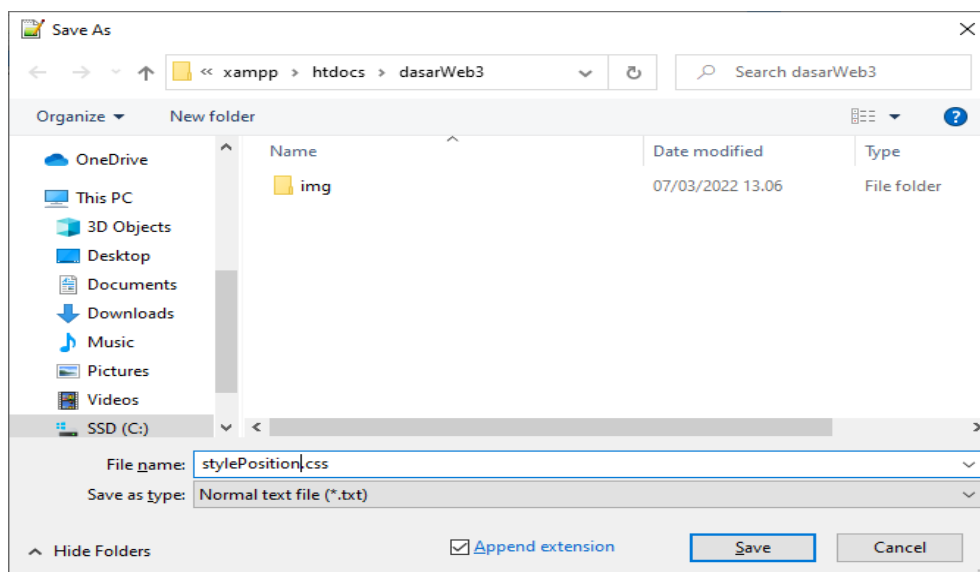 Save As
« xampp > htdocs > dasarWeb3
Search dasarWeb3
Organize
New folder
?
Name
Date modified
Type
OneDrive
img
07/03/2022 13.06
File folder
This PC
3D Objects
Desktop
Documents
Downloads
Music
Pictures
Videos
SSD (C:)
File name: stylePosition.css
Save as type: Normal text file (*.txt)
Hide Folders
Append extension
Save
Cancel